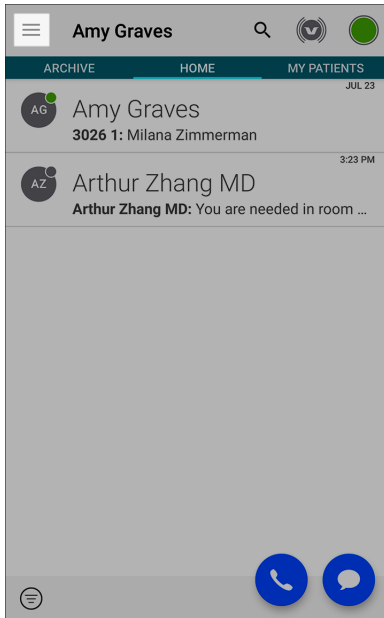 Amy Graves
ARCHIVE HOME MY PATIENTS
JUL 23
AG
Amy Graves
3026 1: Milana Zimmerman
3:23 PM
AZ
Arthur Zhang MD
Arthur Zhang MD: You are needed in room ...